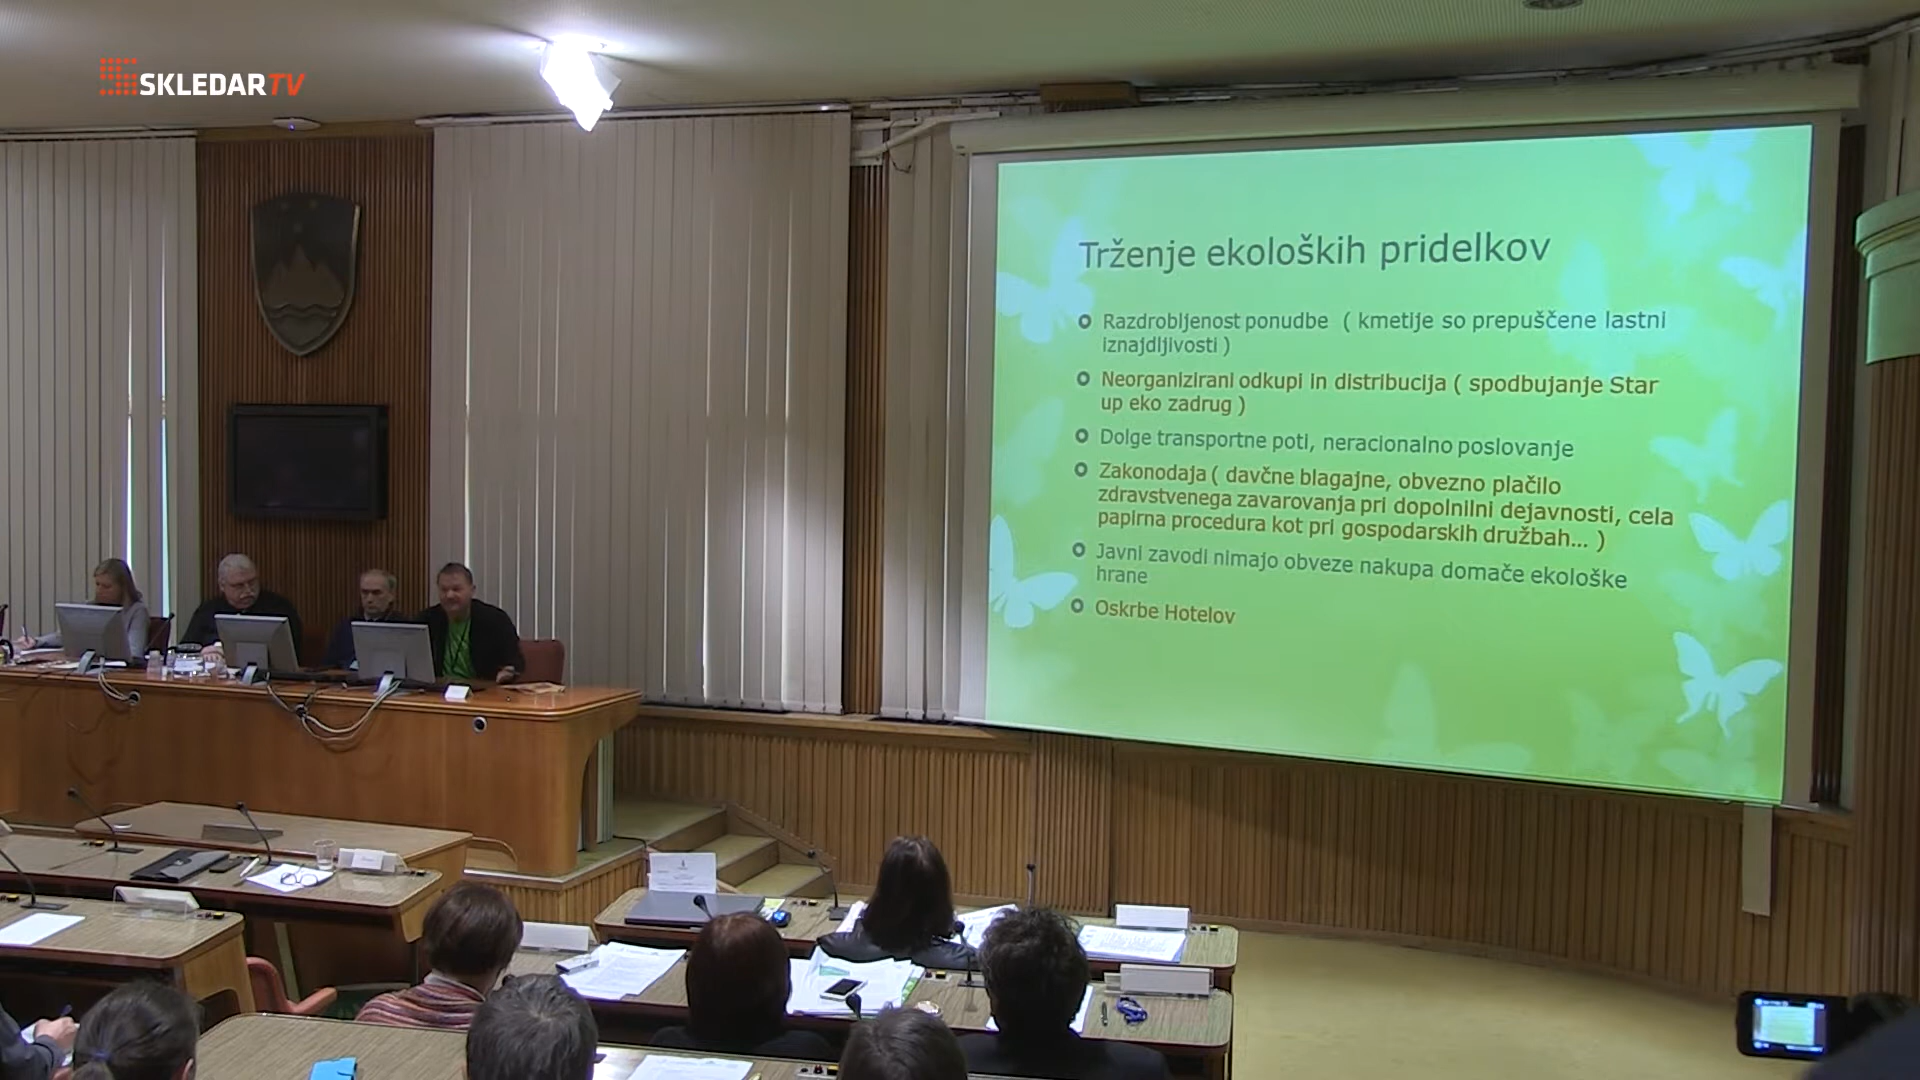 SKLEDARTV
Trženje ekoloških pridelkov
Razdrobljenost ponudbe ( kmetije so prepuščene lastni
iznajdljivosti )
Neorganizirani odkupi in distribucija ( spodbujanje Star
up eko zadrug )
Dolge transportne poti, neracionalno poslovanje
Zakonodaja ( davčne blagajne, obvezno plačilo
zdravstvenega zavarovanja pri dopolnilni dejavnosti, cela
papirna procedura kot pri gospodarskih družbah... )
Javni zavodi nimajo obveze nakupa domače ekološke
hrane
Oskrbe Hotelov